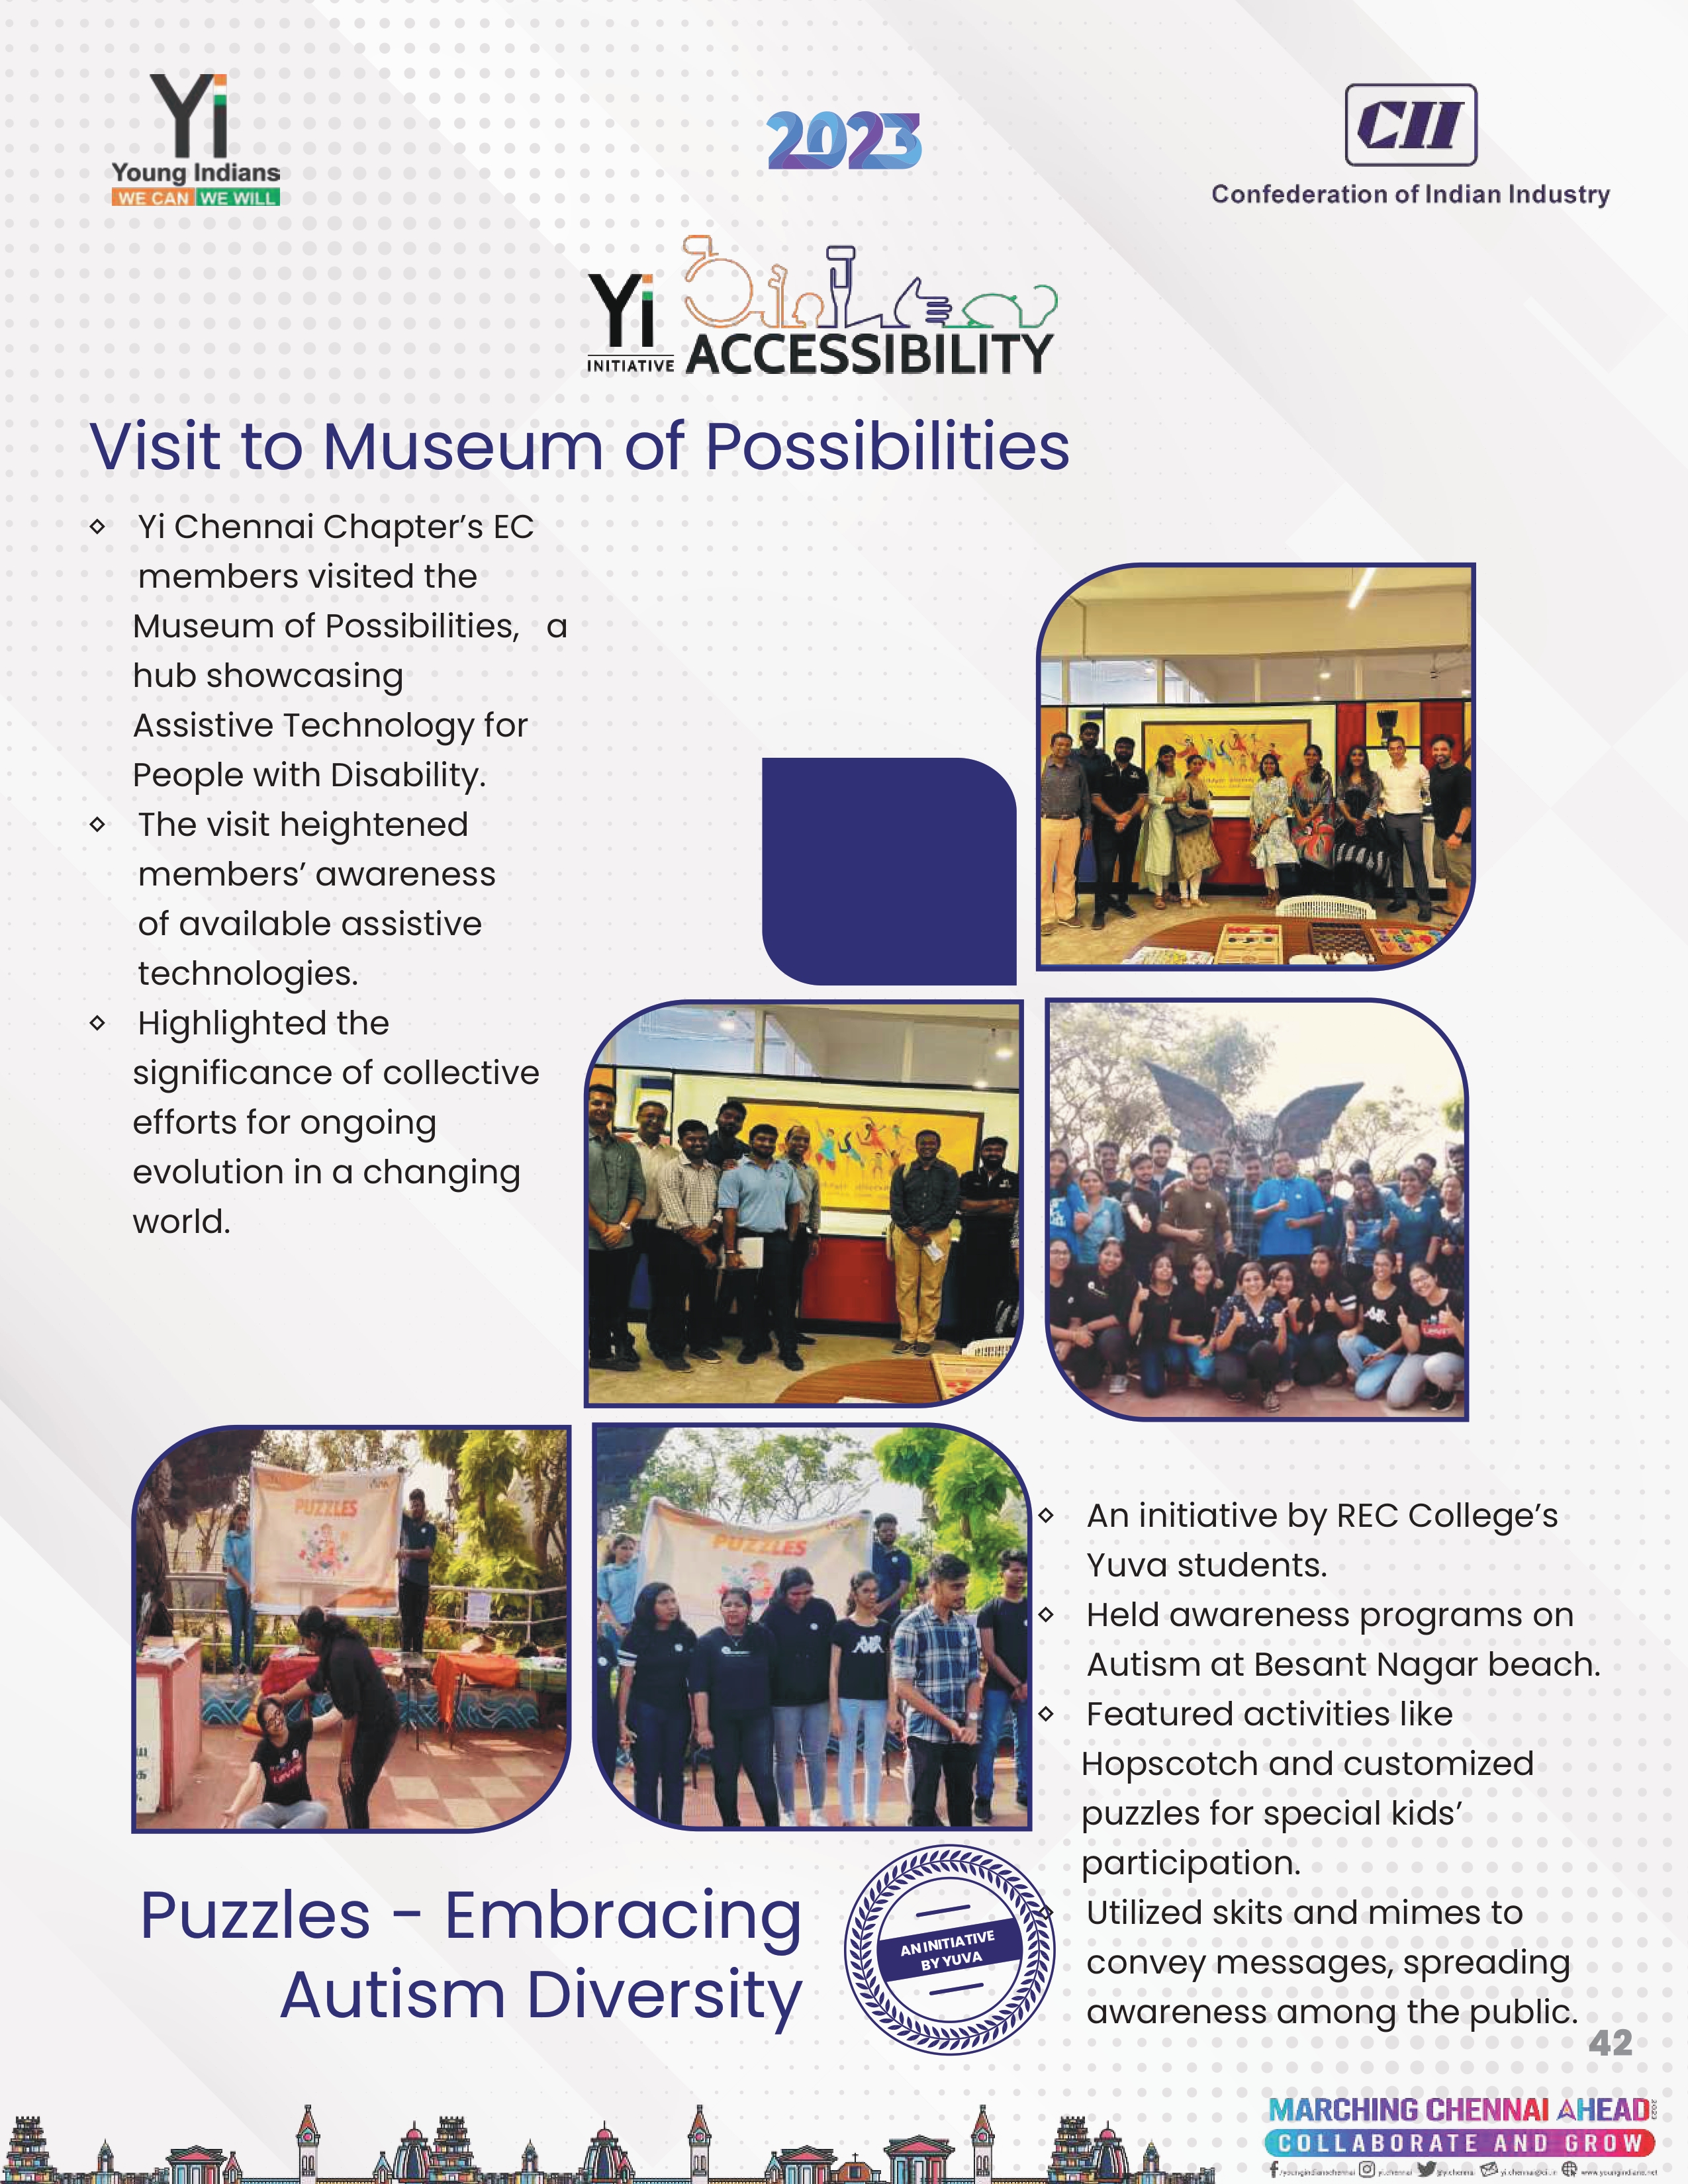 Yi
Young Indians
WE CAN WE WILL
2023
CII
Confederation of Indian Industry
Yi
INITIATIVE
ACCESSIBILITY
Visit to Museum of Possibilities
Yi Chennai Chapter’s EC
members visited the
Museum of Possibilities, a
hub showcasing
Assistive Technology for
People with Disability.
The visit heightened
members’ awareness
of available assistive
technologies.
Highlighted the
significance of collective
efforts for ongoing
evolution in a changing
world.
PUZZLES
PUZZLES
An initiative by REC College’s
Yuva students.
Held awareness programs on
Autism at Besant Nagar beach.
Featured activities like
Hopscotch and customized
puzzles for special kids’
participation.
Utilized skits and mimes to
convey messages, spreading
awareness among the public.
Puzzles - Embracing
Autism Diversity
AN INITIATIVE
BY YUVA
42
MARCHING CHENNAI AHEAD 2023
COLLABORATE AND GROW